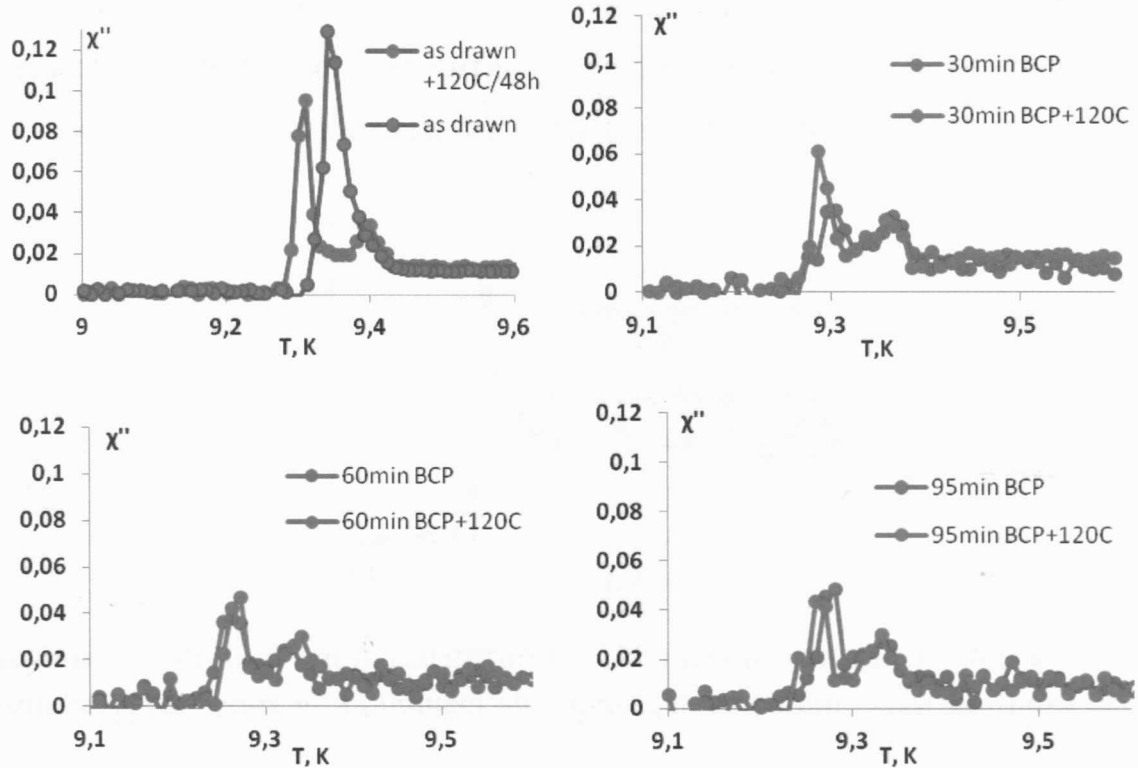 χ''
0,12
0,1
0,08
0,06
0,04
0,02
0
9
9,2
9,4
9,6
T, K
as drawn
+120C/48h
as drawn
χ''
0,12
0,1
0,08
0,06
0,04
0,02
0
9,1
9,3
9,5
T,K
30min BCP
30min BCP+120C
χ''
0,12
0,1
0,08
0,06
0,04
0,02
0
9,1
9,3
9,5
T, K
60min BCP
60min BCP+120C
χ''
0,12
0,1
0,08
0,06
0,04
0,02
0
9,1
9,3
9,5
T, K
95min BCP
95min BCP+120C